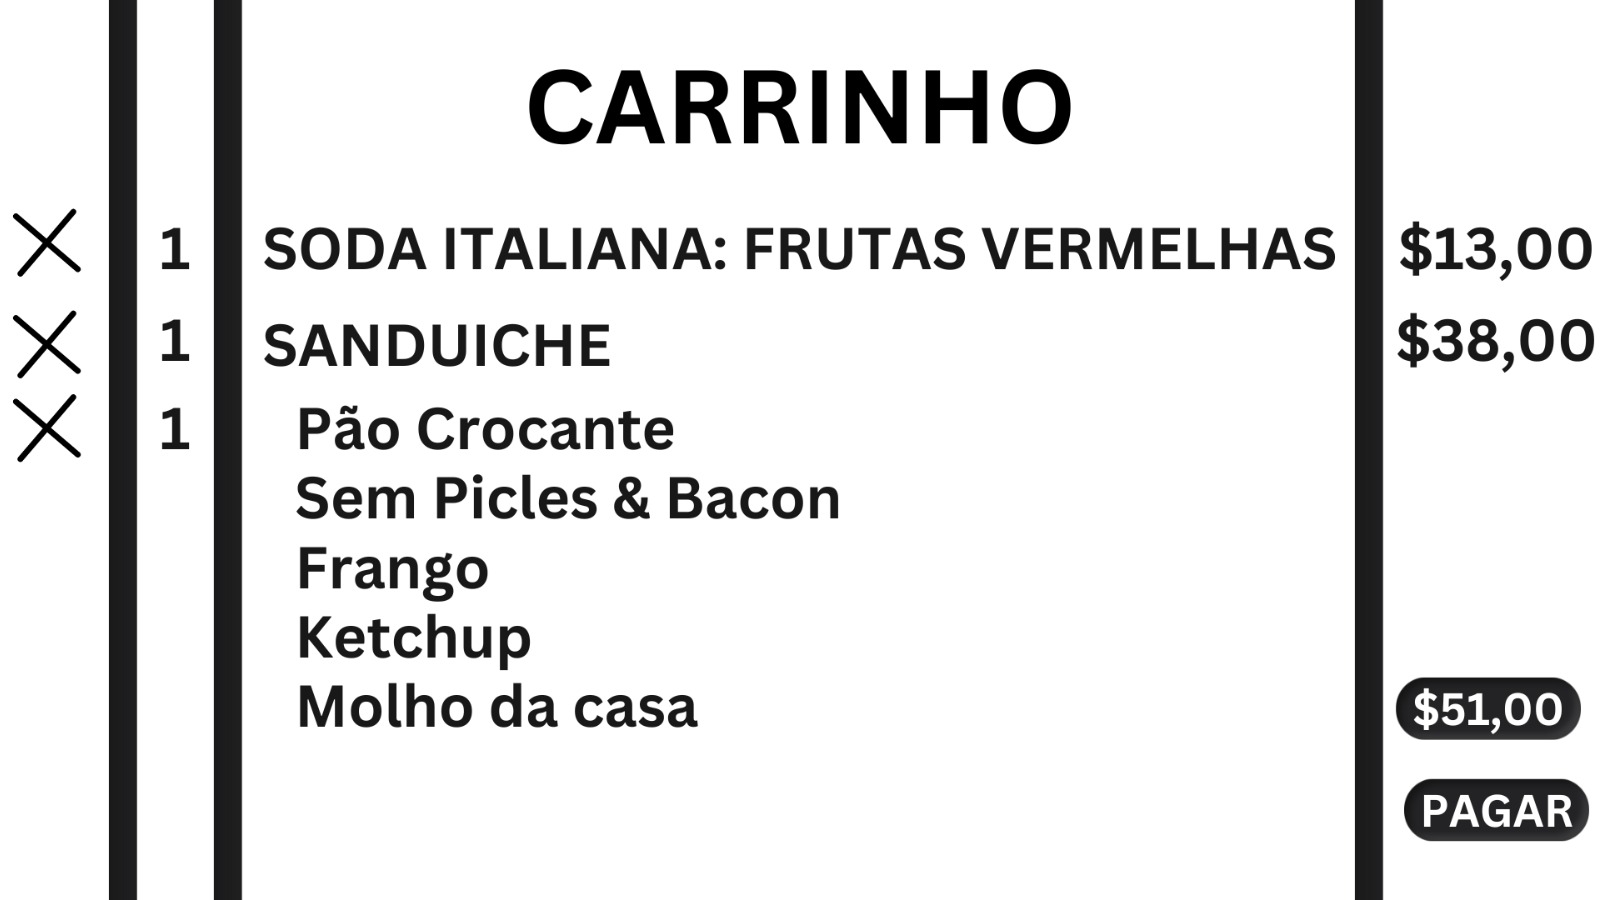 CARRINHO
1 SODA ITALIANA: FRUTAS VERMELHAS $13,00
1 SANDUICHE $38,00
1 Pão Crocante
Sem Picles & Bacon
Frango
Ketchup
Molho da casa
$51,00
PAGAR